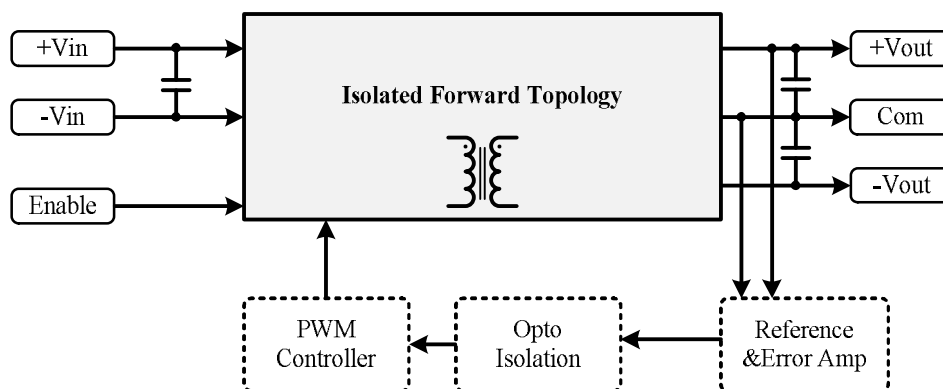 +Vin
+Vout
Isolated Forward Topology
-Vin
Com
Enable
-Vout
PWM
Controller
Opto
Isolation
Reference
&Error Amp